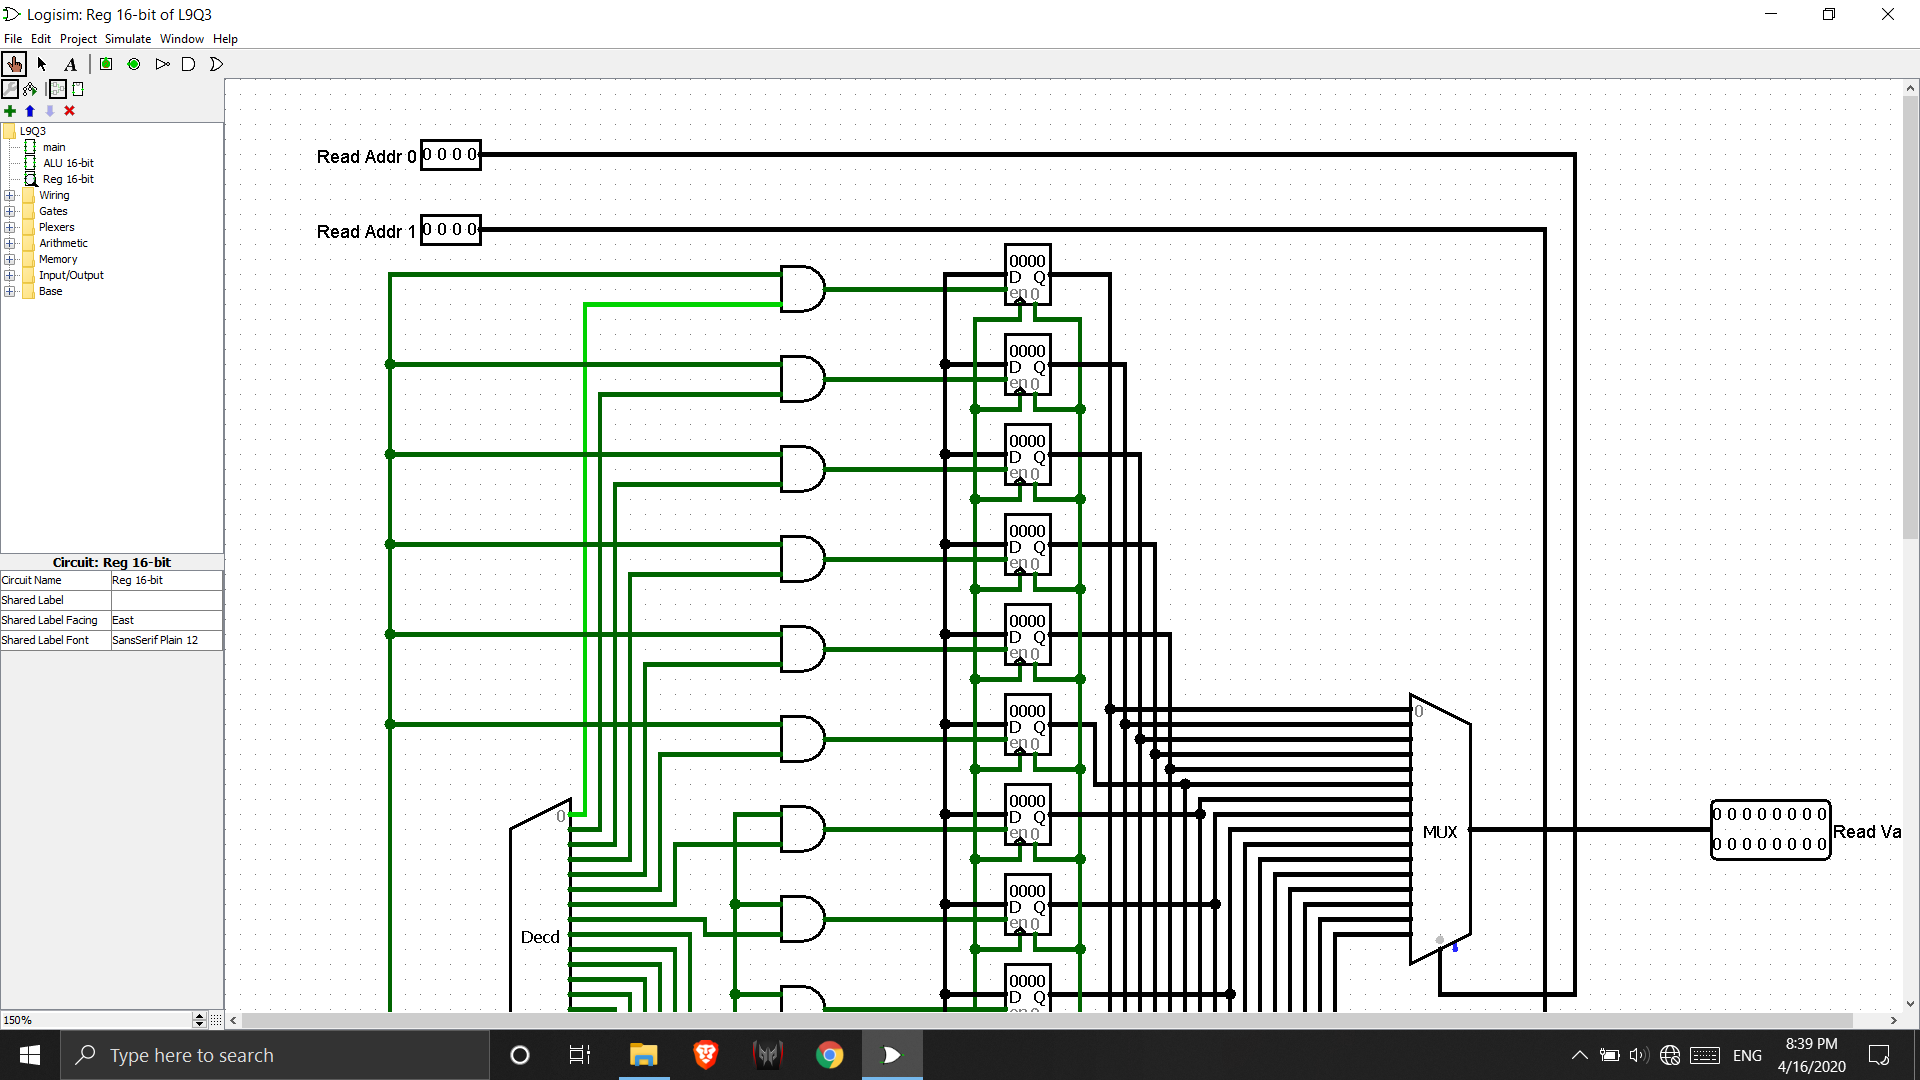 Logisim: Reg 16-bit of L9Q3
File Edit Project Simulate Window Help
A
L9Q3
main
ALU 16-bit
Reg 16-bit
Wiring
Gates
Plexers
Arithmetic
Memory
Input/Output
Base
Circuit: Reg 16-bit
Circuit Name Reg 16-bit
Shared Label
Shared Label Facing East
Shared Label Font SansSerif Plain 12
150%
Read Addr 0 0 0 0 0
Read Addr 1 0 0 0 0
0000
D Q
en 0
0000
D Q
en 0
0000
D Q
en 0
0000
D Q
en 0
0000
D Q
en 0
0000
D Q
en 0
0000
D Q
en 0
0000
D Q
en 0
0000
D Q
0
Decd
0
MUX
0 0 0 0 0 0 0 0
0 0 0 0 0 0 0 0
Read Va
Type here to search
ENG
8:39 PM
4/16/2020